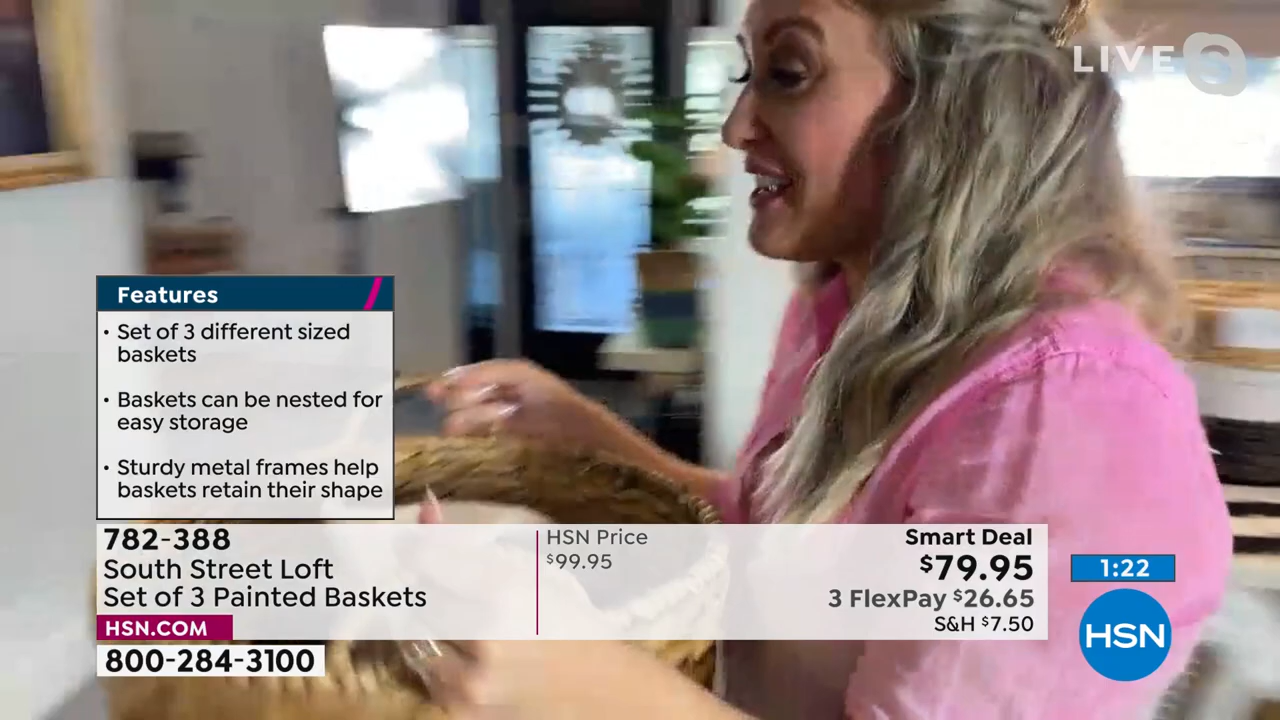 LIVE
Features
• Set of 3 different sized
baskets
• Baskets can be nested for
easy storage
• Sturdy metal frames help
baskets retain their shape
782-388
South Street Loft
Set of 3 Painted Baskets
HSN.COM
800-284-3100
HSN Price
$99.95
Smart Deal
$79.95
3 FlexPay $26.65
S&H $7.50
1:22
HSN